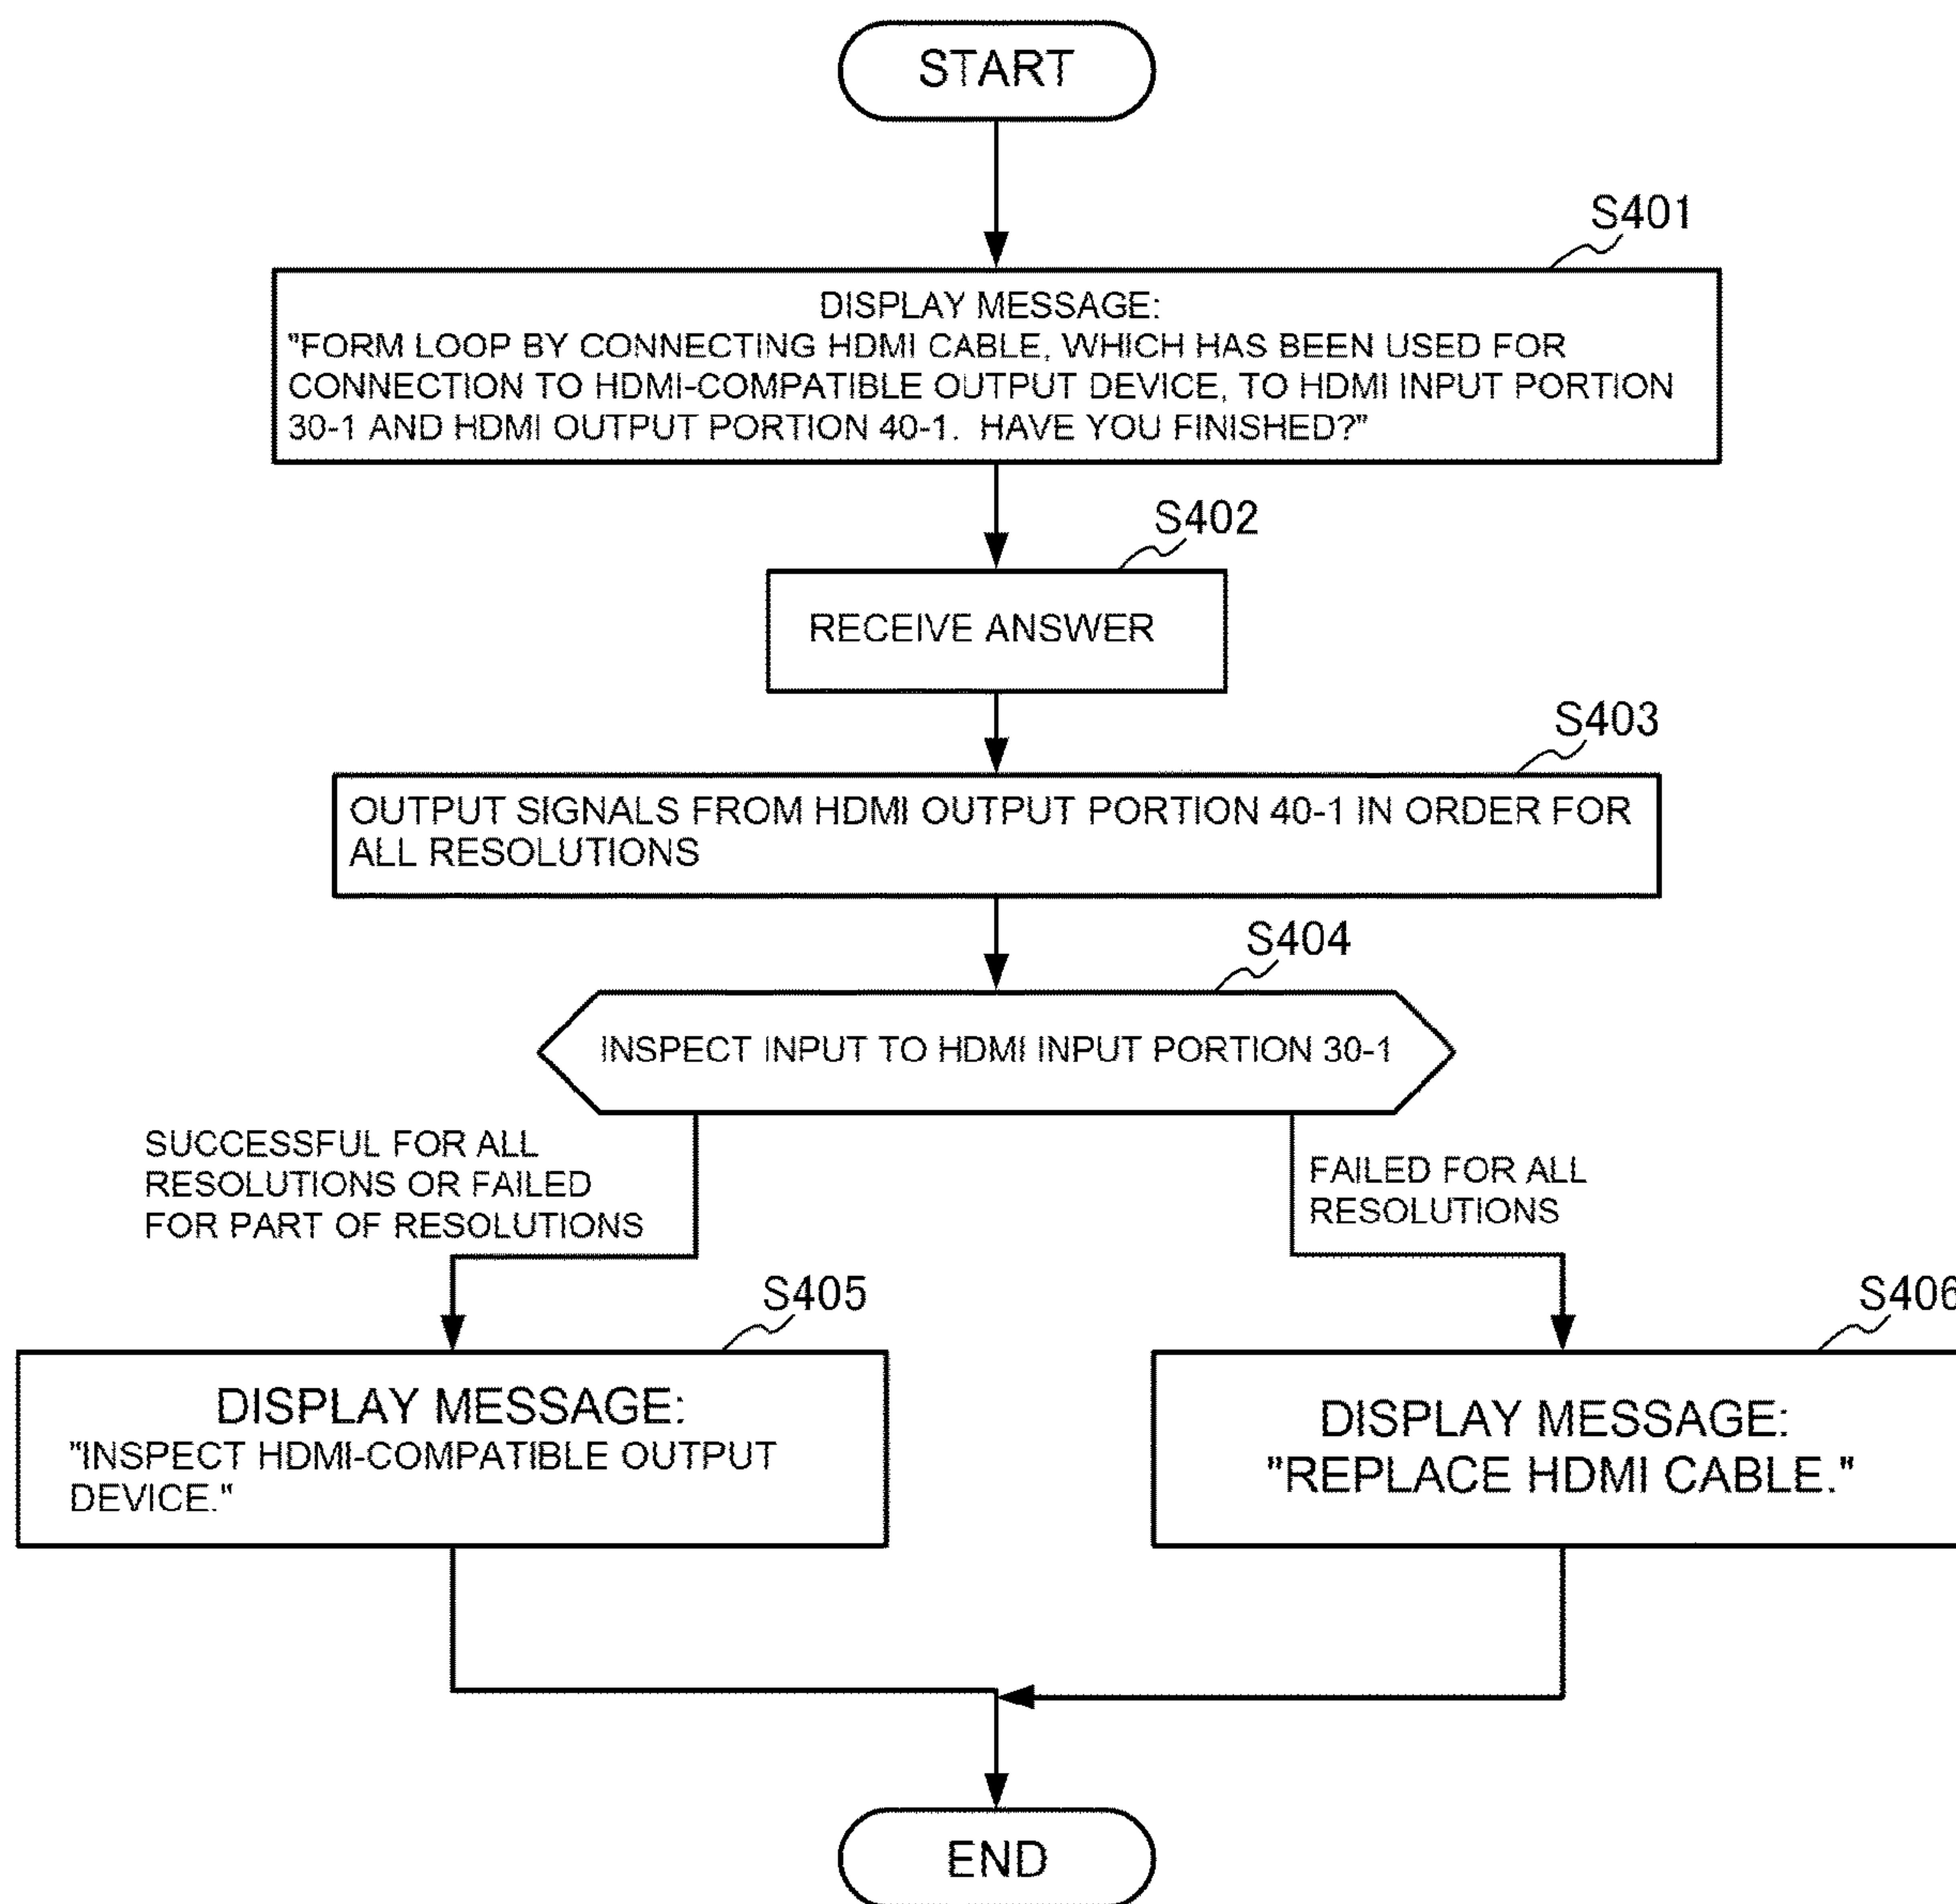 START
S401
DISPLAY MESSAGE:
"FORM LOOP BY CONNECTING HDMI CABLE, WHICH HAS BEEN USED FOR
CONNECTION TO HDMI-COMPATIBLE OUTPUT DEVICE, TO HDMI INPUT PORTION
30-1 AND HDMI OUTPUT PORTION 40-1. HAVE YOU FINISHED?"
S402
RECEIVE ANSWER
S403
OUTPUT SIGNALS FROM HDMI OUTPUT PORTION 40-1 IN ORDER FOR
ALL RESOLUTIONS
S404
INSPECT INPUT TO HDMI INPUT PORTION 30-1
SUCCESSFUL FOR ALL
RESOLUTIONS OR FAILED
FOR PART OF RESOLUTIONS
FAILED FOR ALL
RESOLUTIONS
S405
DISPLAY MESSAGE:
"INSPECT HDMI-COMPATIBLE OUTPUT
DEVICE."
S406
DISPLAY MESSAGE:
"REPLACE HDMI CABLE."
END